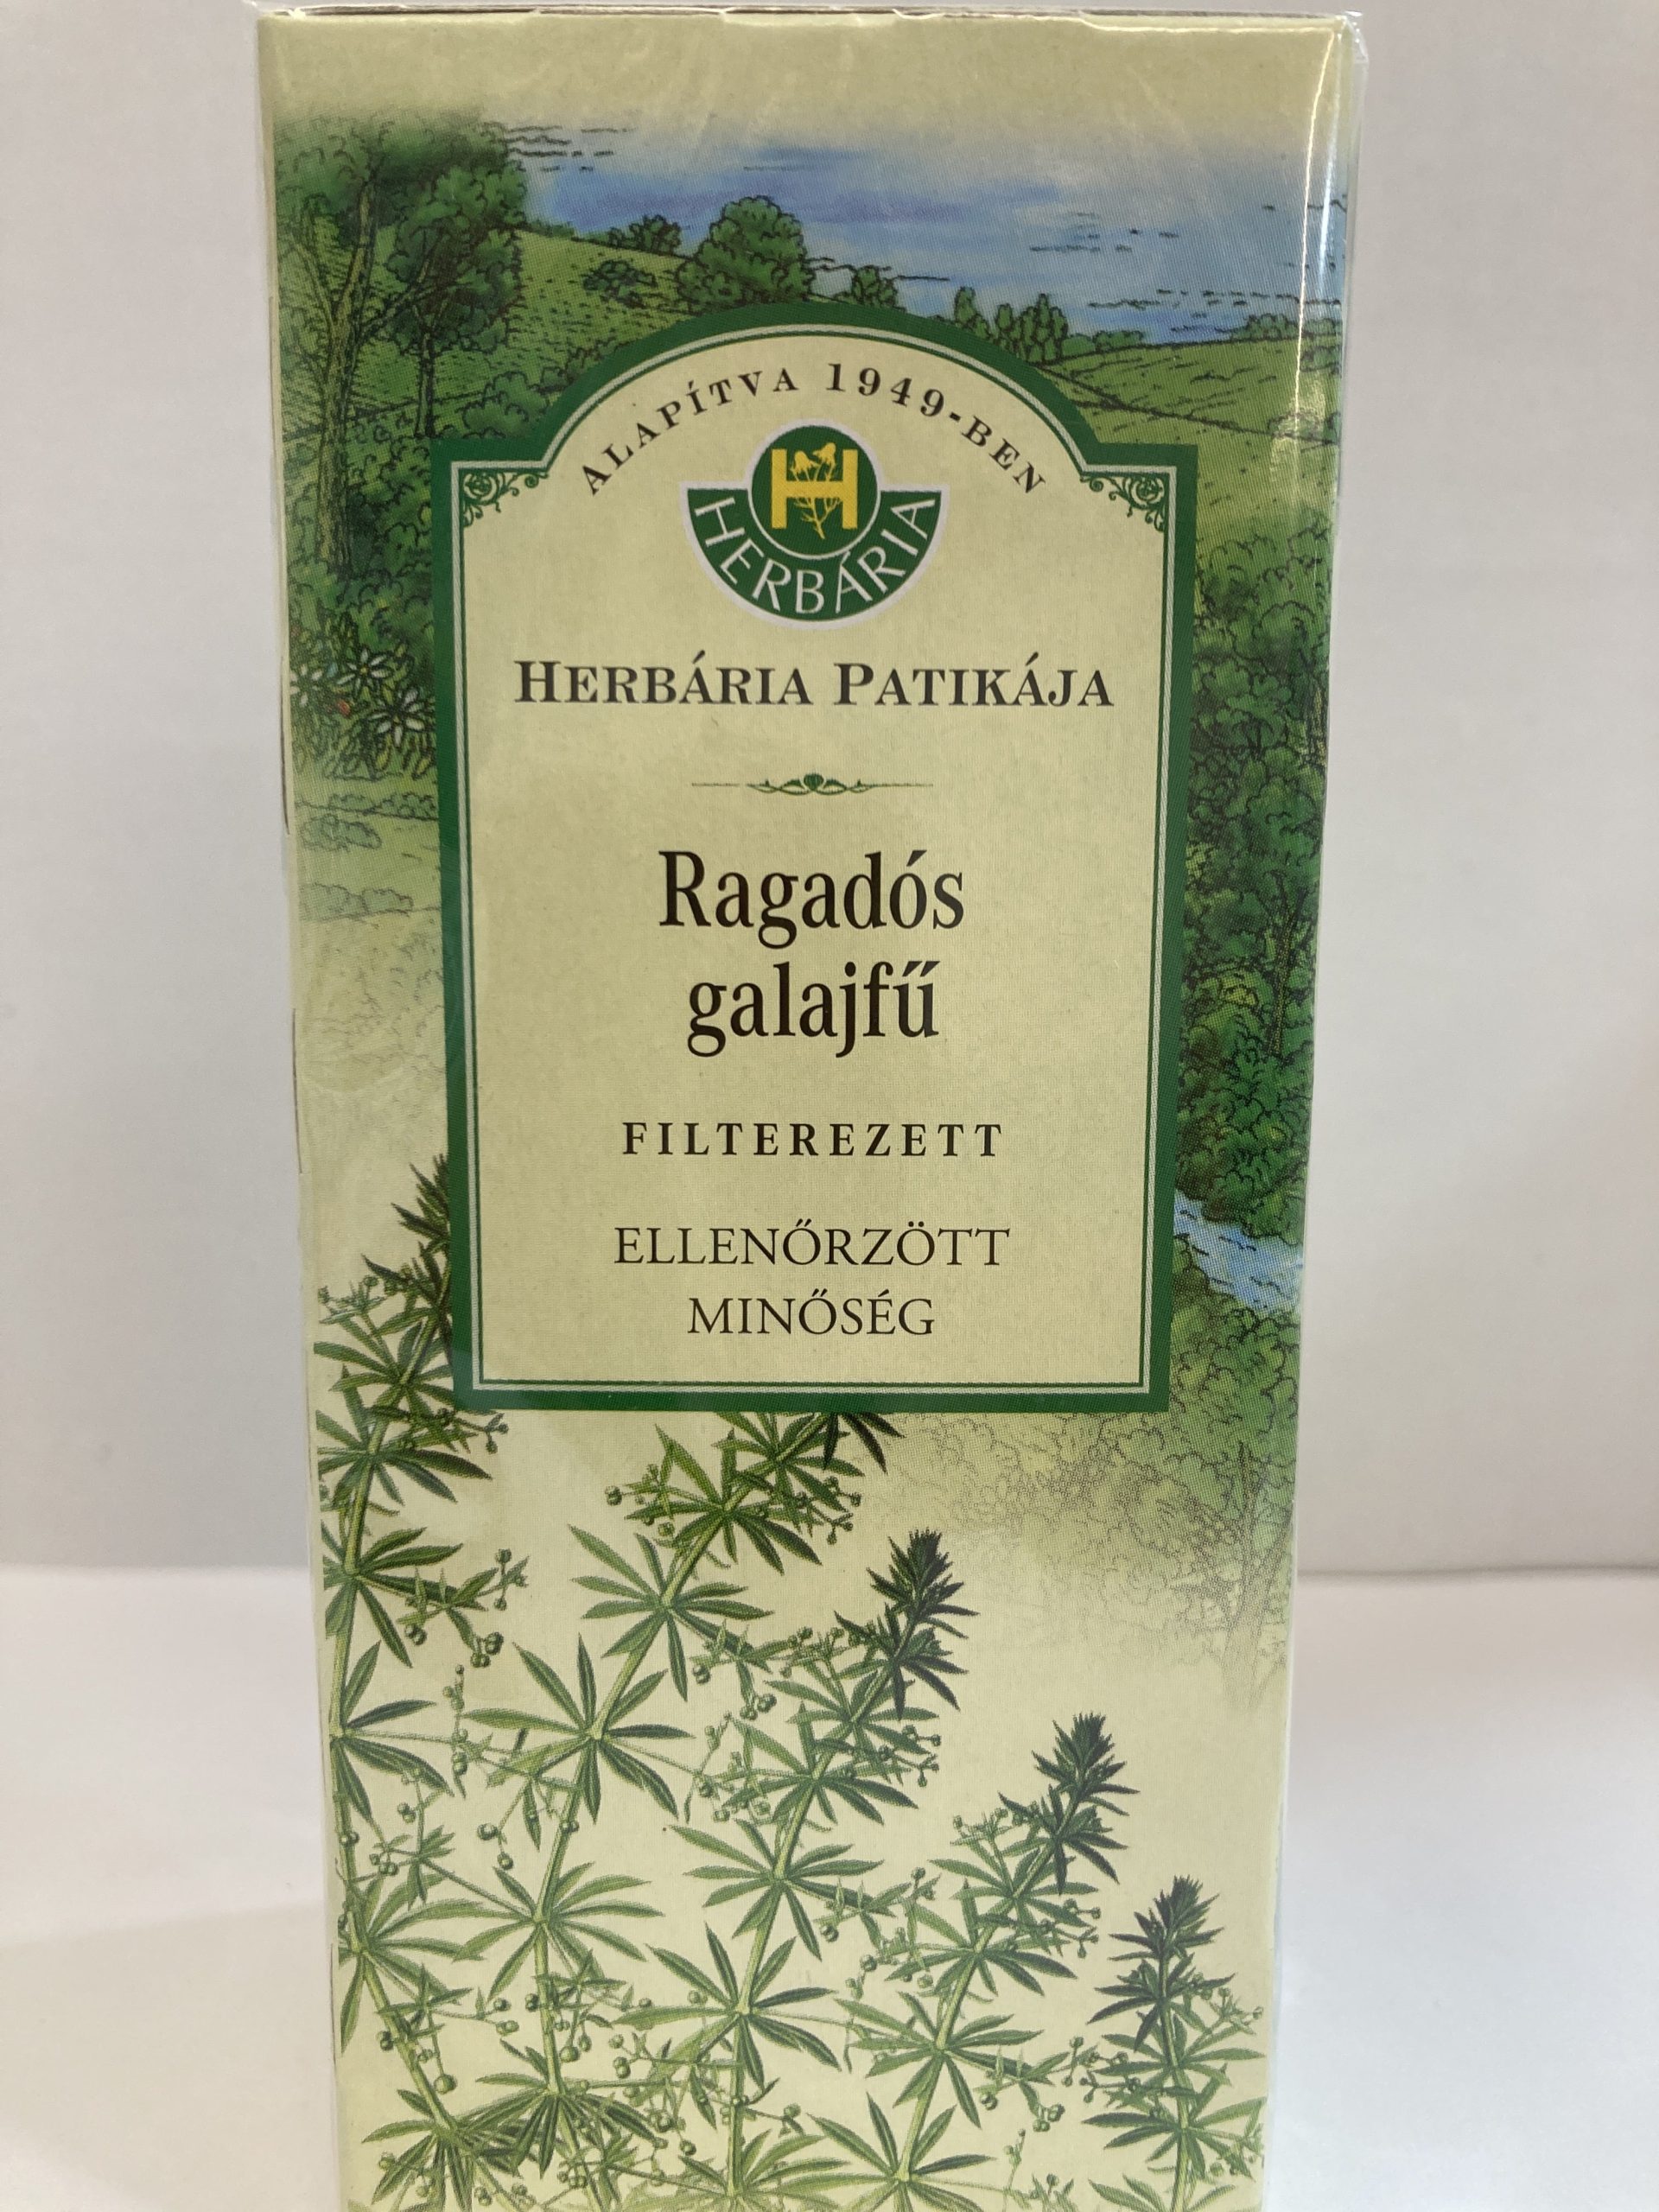 ALAPÍTVA 1949-BEN
H
HERBÁRIA
HERBÁRIA PATIKÁJA
Ragadós
galajfű
FILTEREZETT
ELLENŐRZÖTT
MINŐSÉG